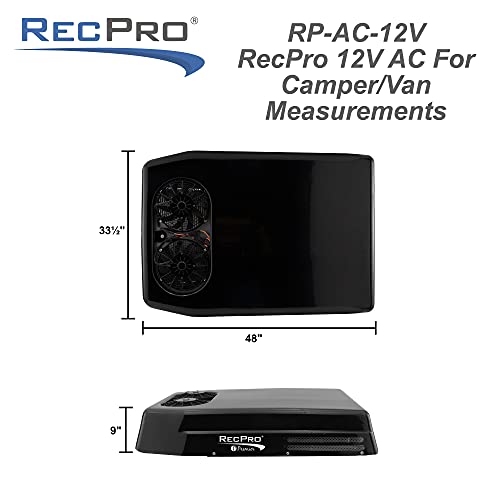 RECPRO®
RP-AC-12V
RecPro 12V AC For
Camper/Van
Measurements
33½"
48"
9"
RECPRO®